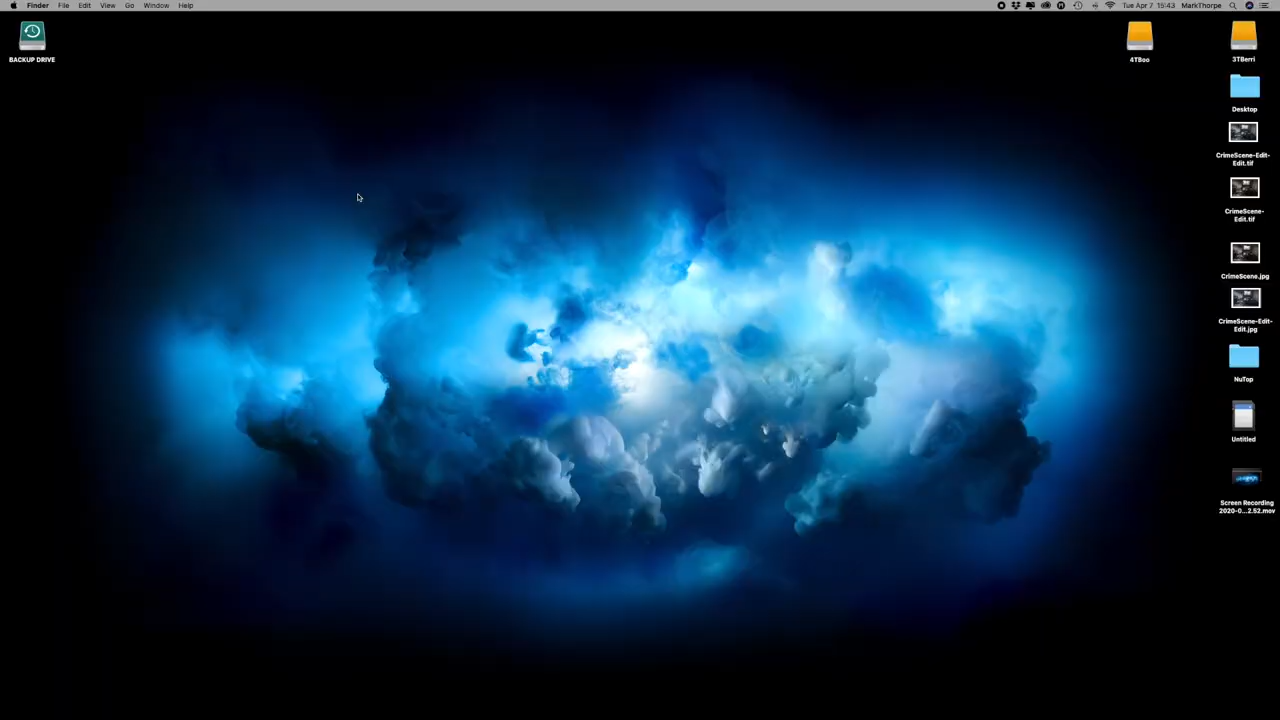 Finder File Edit View Go Window Help
Tue Apr 7 15:43 MarkThorpe
BACKUP DRIVE
4TBoo
3TBerri
Desktop
CrimeScene-Edit-
Edit.tif
CrimeScene-
Edit.tif
CrimeScene.jpg
CrimeScene-Edit-
Edit.jpg
NuTop
Untitled
Screen Recording
2020-0...2.52.mov